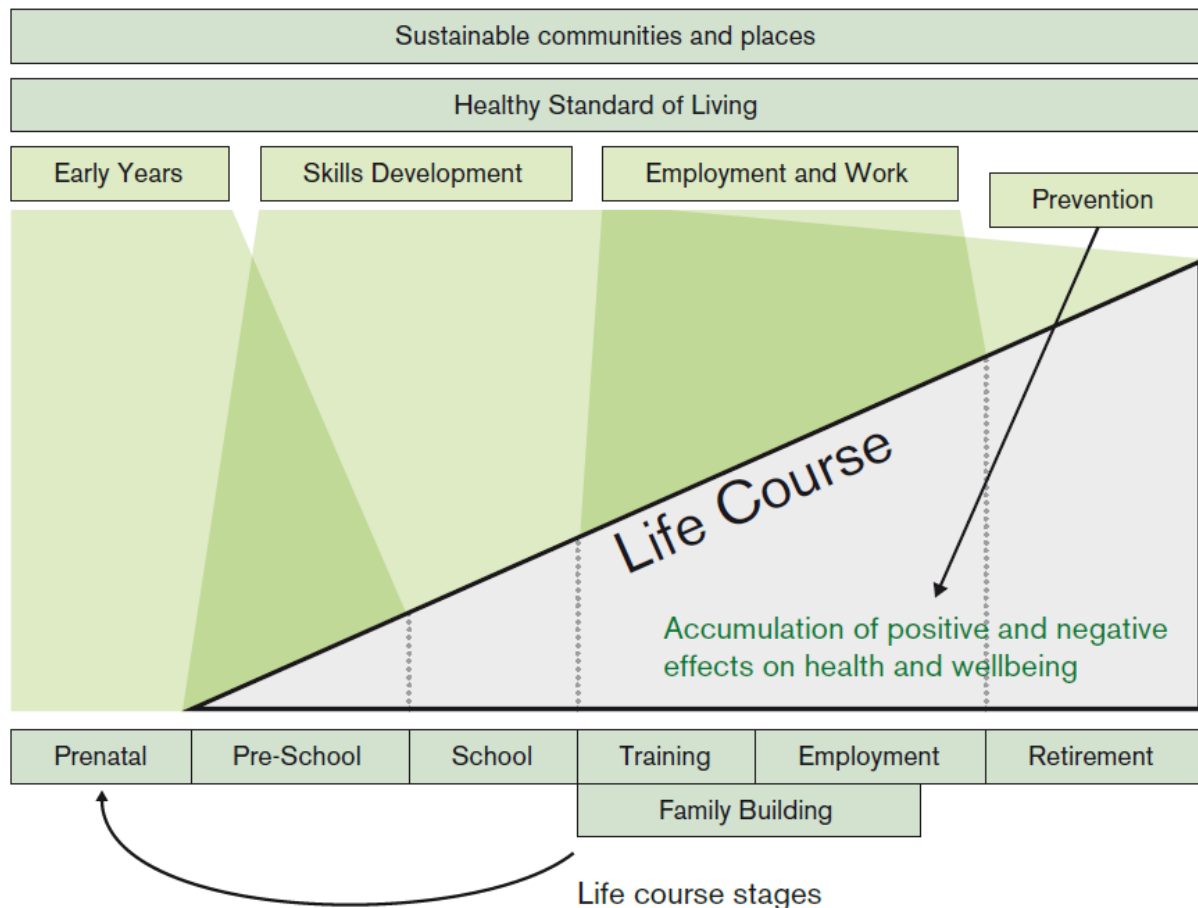 Sustainable communities and places
Healthy Standard of Living
Early Years
Skills Development
Employment and Work
Prevention
Life Course
Accumulation of positive and negative
effects on health and wellbeing
Prenatal
Pre-School
School
Training
Employment
Retirement
Family Building
Life course stages